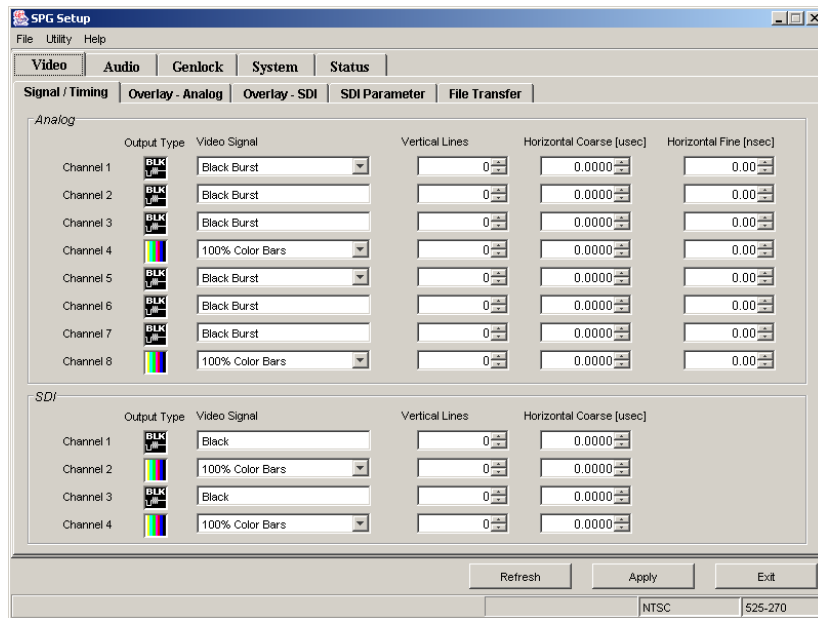 SPG Setup
File Utility Help
Video Audio Genlock System Status
Signal / Timing Overlay - Analog Overlay - SDI SDI Parameter File Transfer
Analog
Output Type Video Signal Vertical Lines Horizontal Coarse [usec] Horizontal Fine [nsec]
Channel 1 BLK Black Burst 0 0.0000 0.00
Channel 2 BLK Black Burst 0 0.0000 0.00
Channel 3 BLK Black Burst 0 0.0000 0.00
Channel 4 100% Color Bars 0 0.0000 0.00
Channel 5 BLK Black Burst 0 0.0000 0.00
Channel 6 BLK Black Burst 0 0.0000 0.00
Channel 7 BLK Black Burst 0 0.0000 0.00
Channel 8 100% Color Bars 0 0.0000 0.00
SDI
Output Type Video Signal Vertical Lines Horizontal Coarse [usec]
Channel 1 BLK Black 0 0.0000
Channel 2 100% Color Bars 0 0.0000
Channel 3 BLK Black 0 0.0000
Channel 4 100% Color Bars 0 0.0000
Refresh Apply Exit
NTSC 525-270